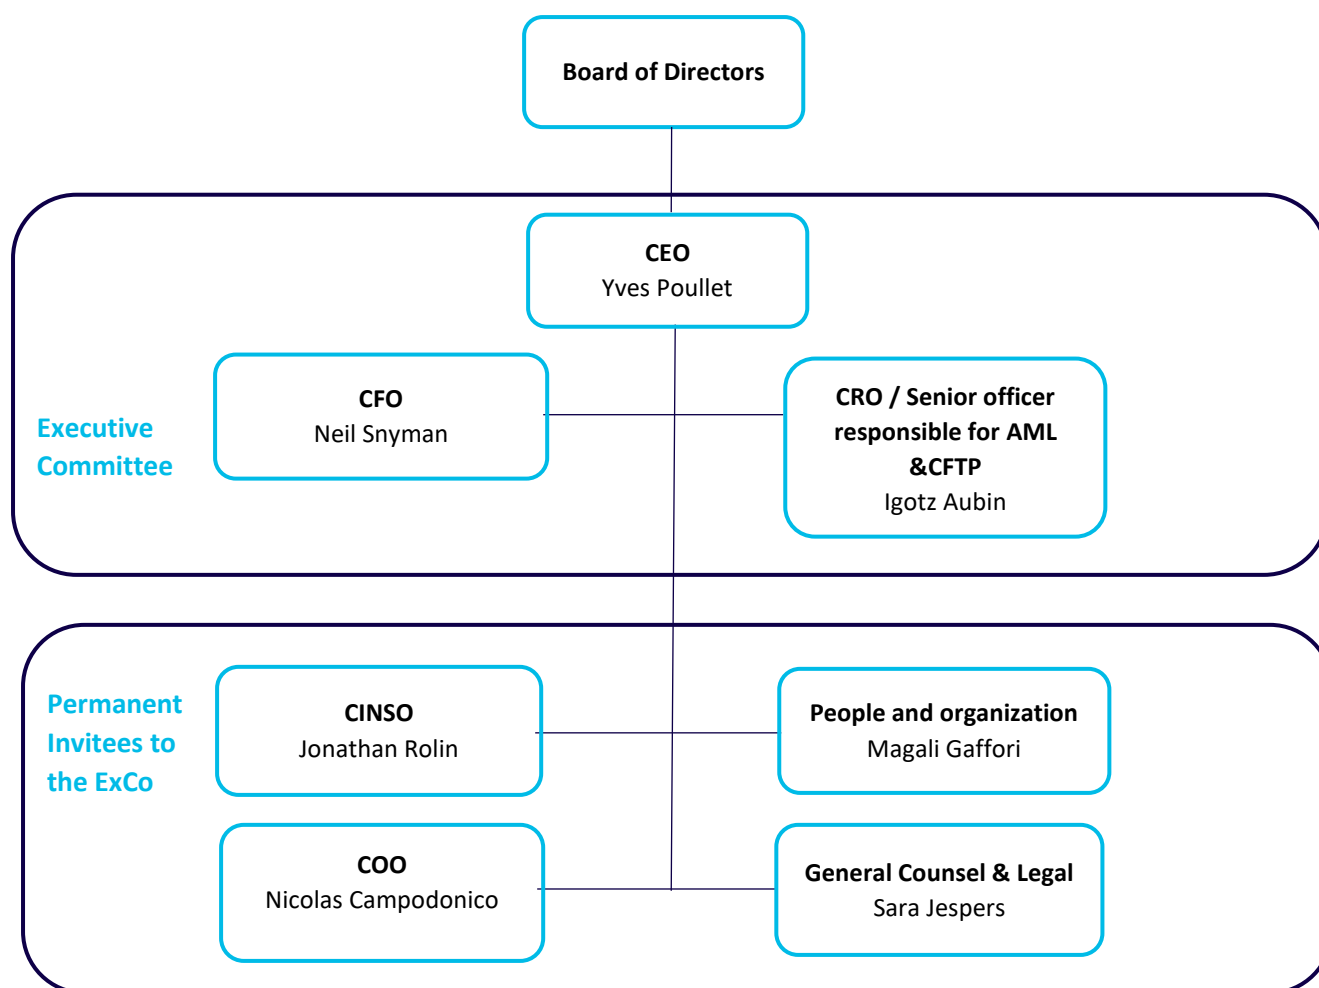 Board of Directors
CEO
Yves Poullet
CFO
Neil Snyman
CRO / Senior officer
responsible for AML
&CFTP
Igotz Aubin
Executive
Committee
Permanent
Invitees to
the ExCo
CINSO
Jonathan Rolin
People and organization
Magali Gaffori
COO
Nicolas Campodonico
General Counsel & Legal
Sara Jespers